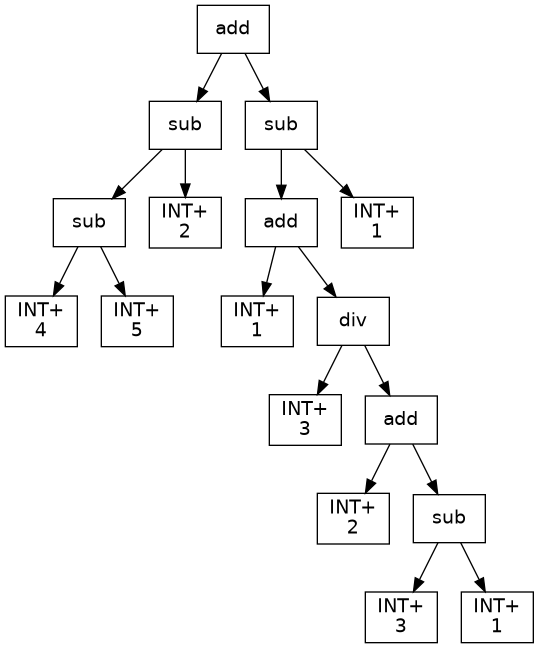 add
sub
sub
sub
INT+
2
add
INT+
1
INT+
4
INT+
5
INT+
1
div
INT+
3
add
INT+
2
sub
INT+
3
INT+
1